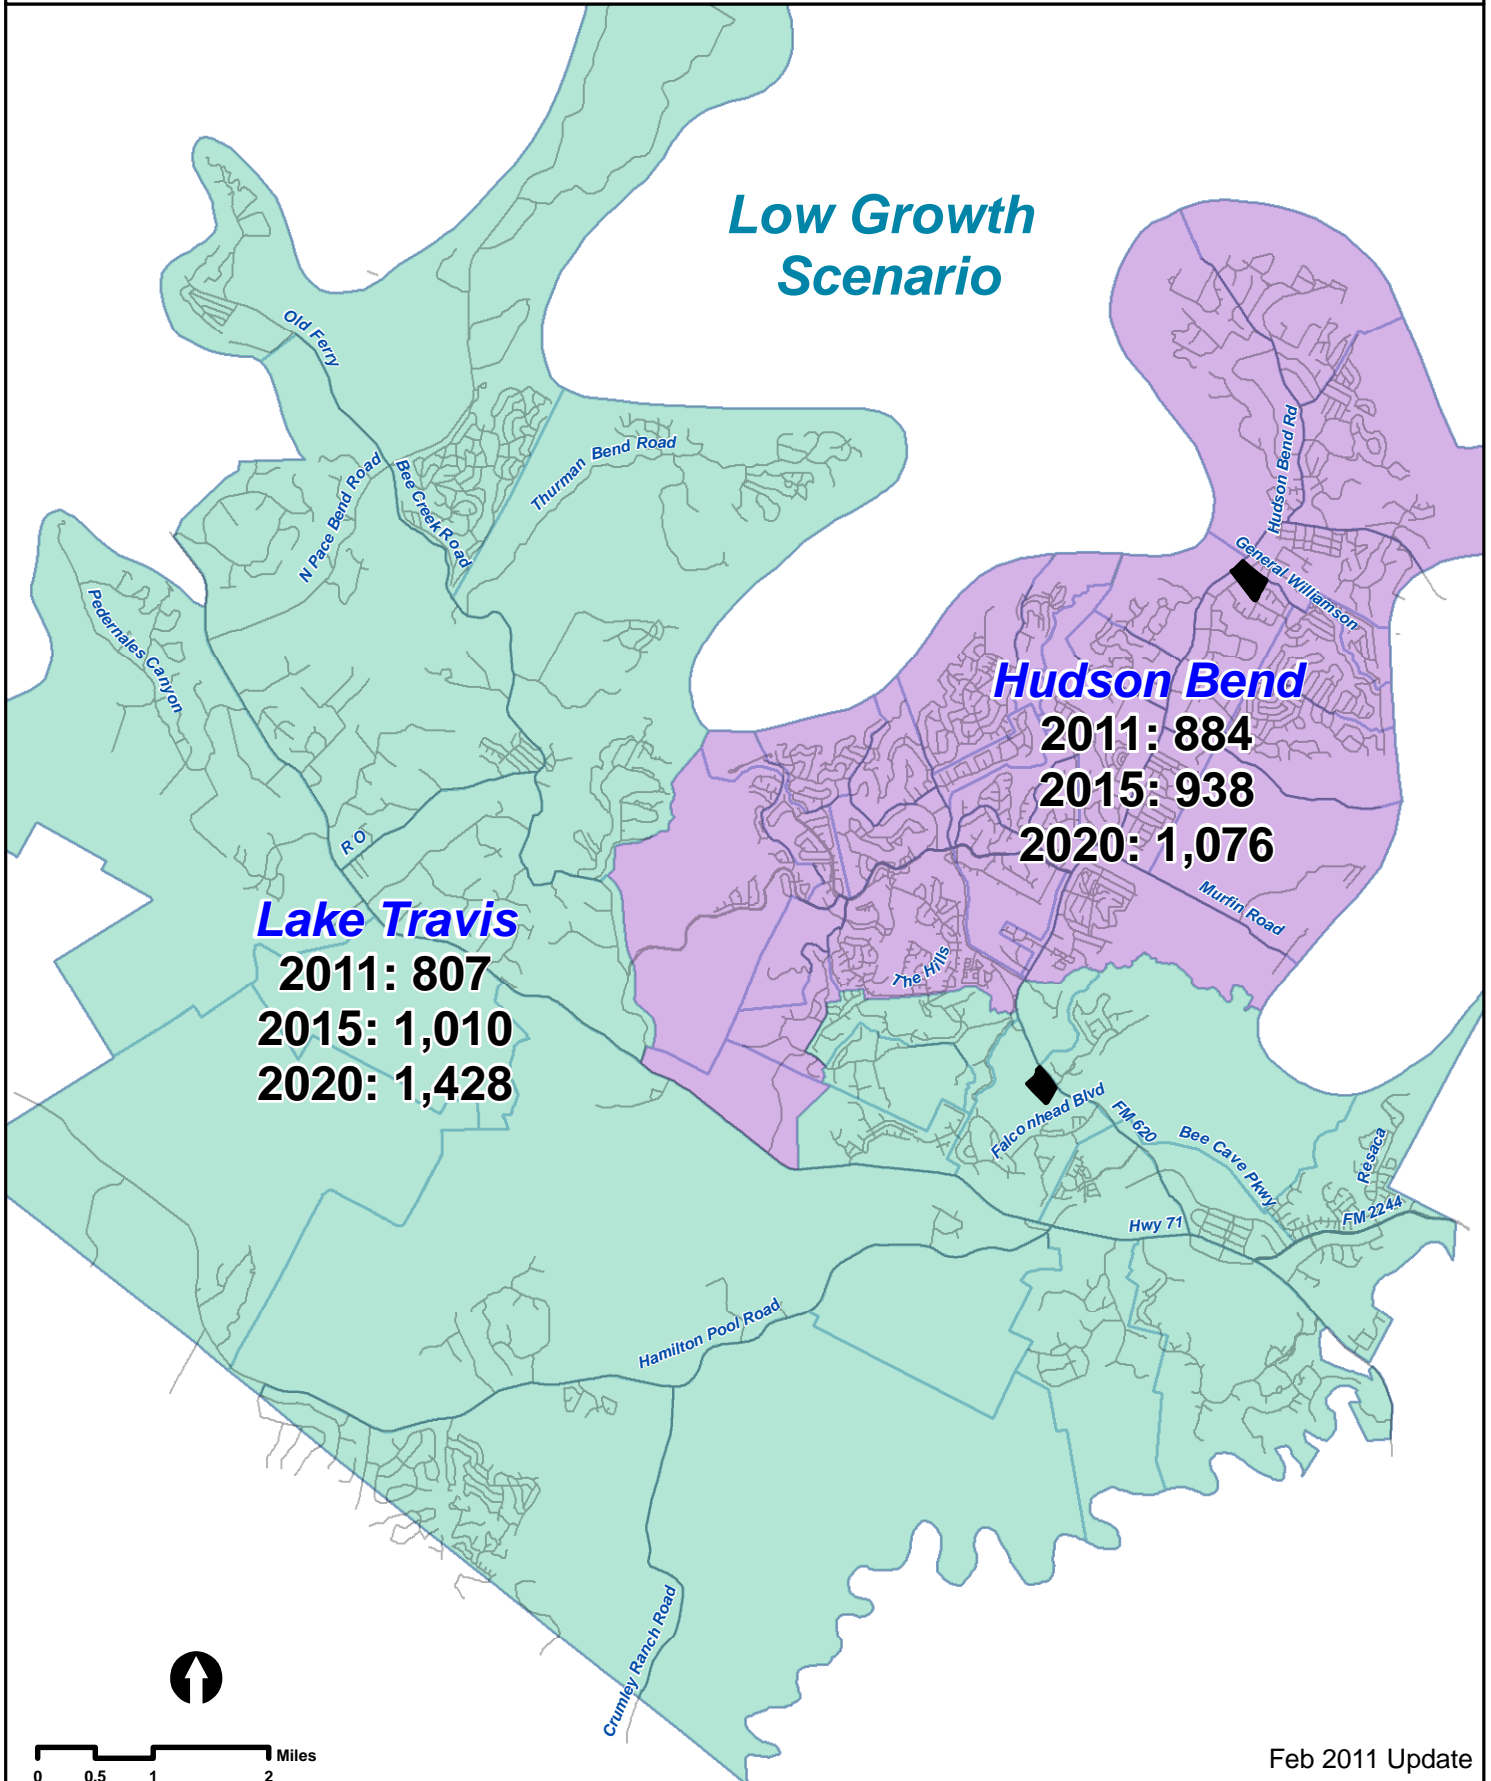 Low Growth
Scenario
Old Ferry
Hudson Bend Rd
Thurman Bend Road
N Pace Bend Road
Bee Creek Road
General Williamson
Pedernales Canyon
Hudson Bend
2011: 884
2015: 938
2020: 1,076
R O
Murfin Road
Lake Travis
2011: 807
2015: 1,010
2020: 1,428
The Hills
Falconhead Blvd
FM 620
Bee Cave Pkwy
Resaca
FM 2244
Hwy 71
Hamilton Pool Road
Crumley Ranch Road
Miles
0 0.5 1 2
Feb 2011 Update